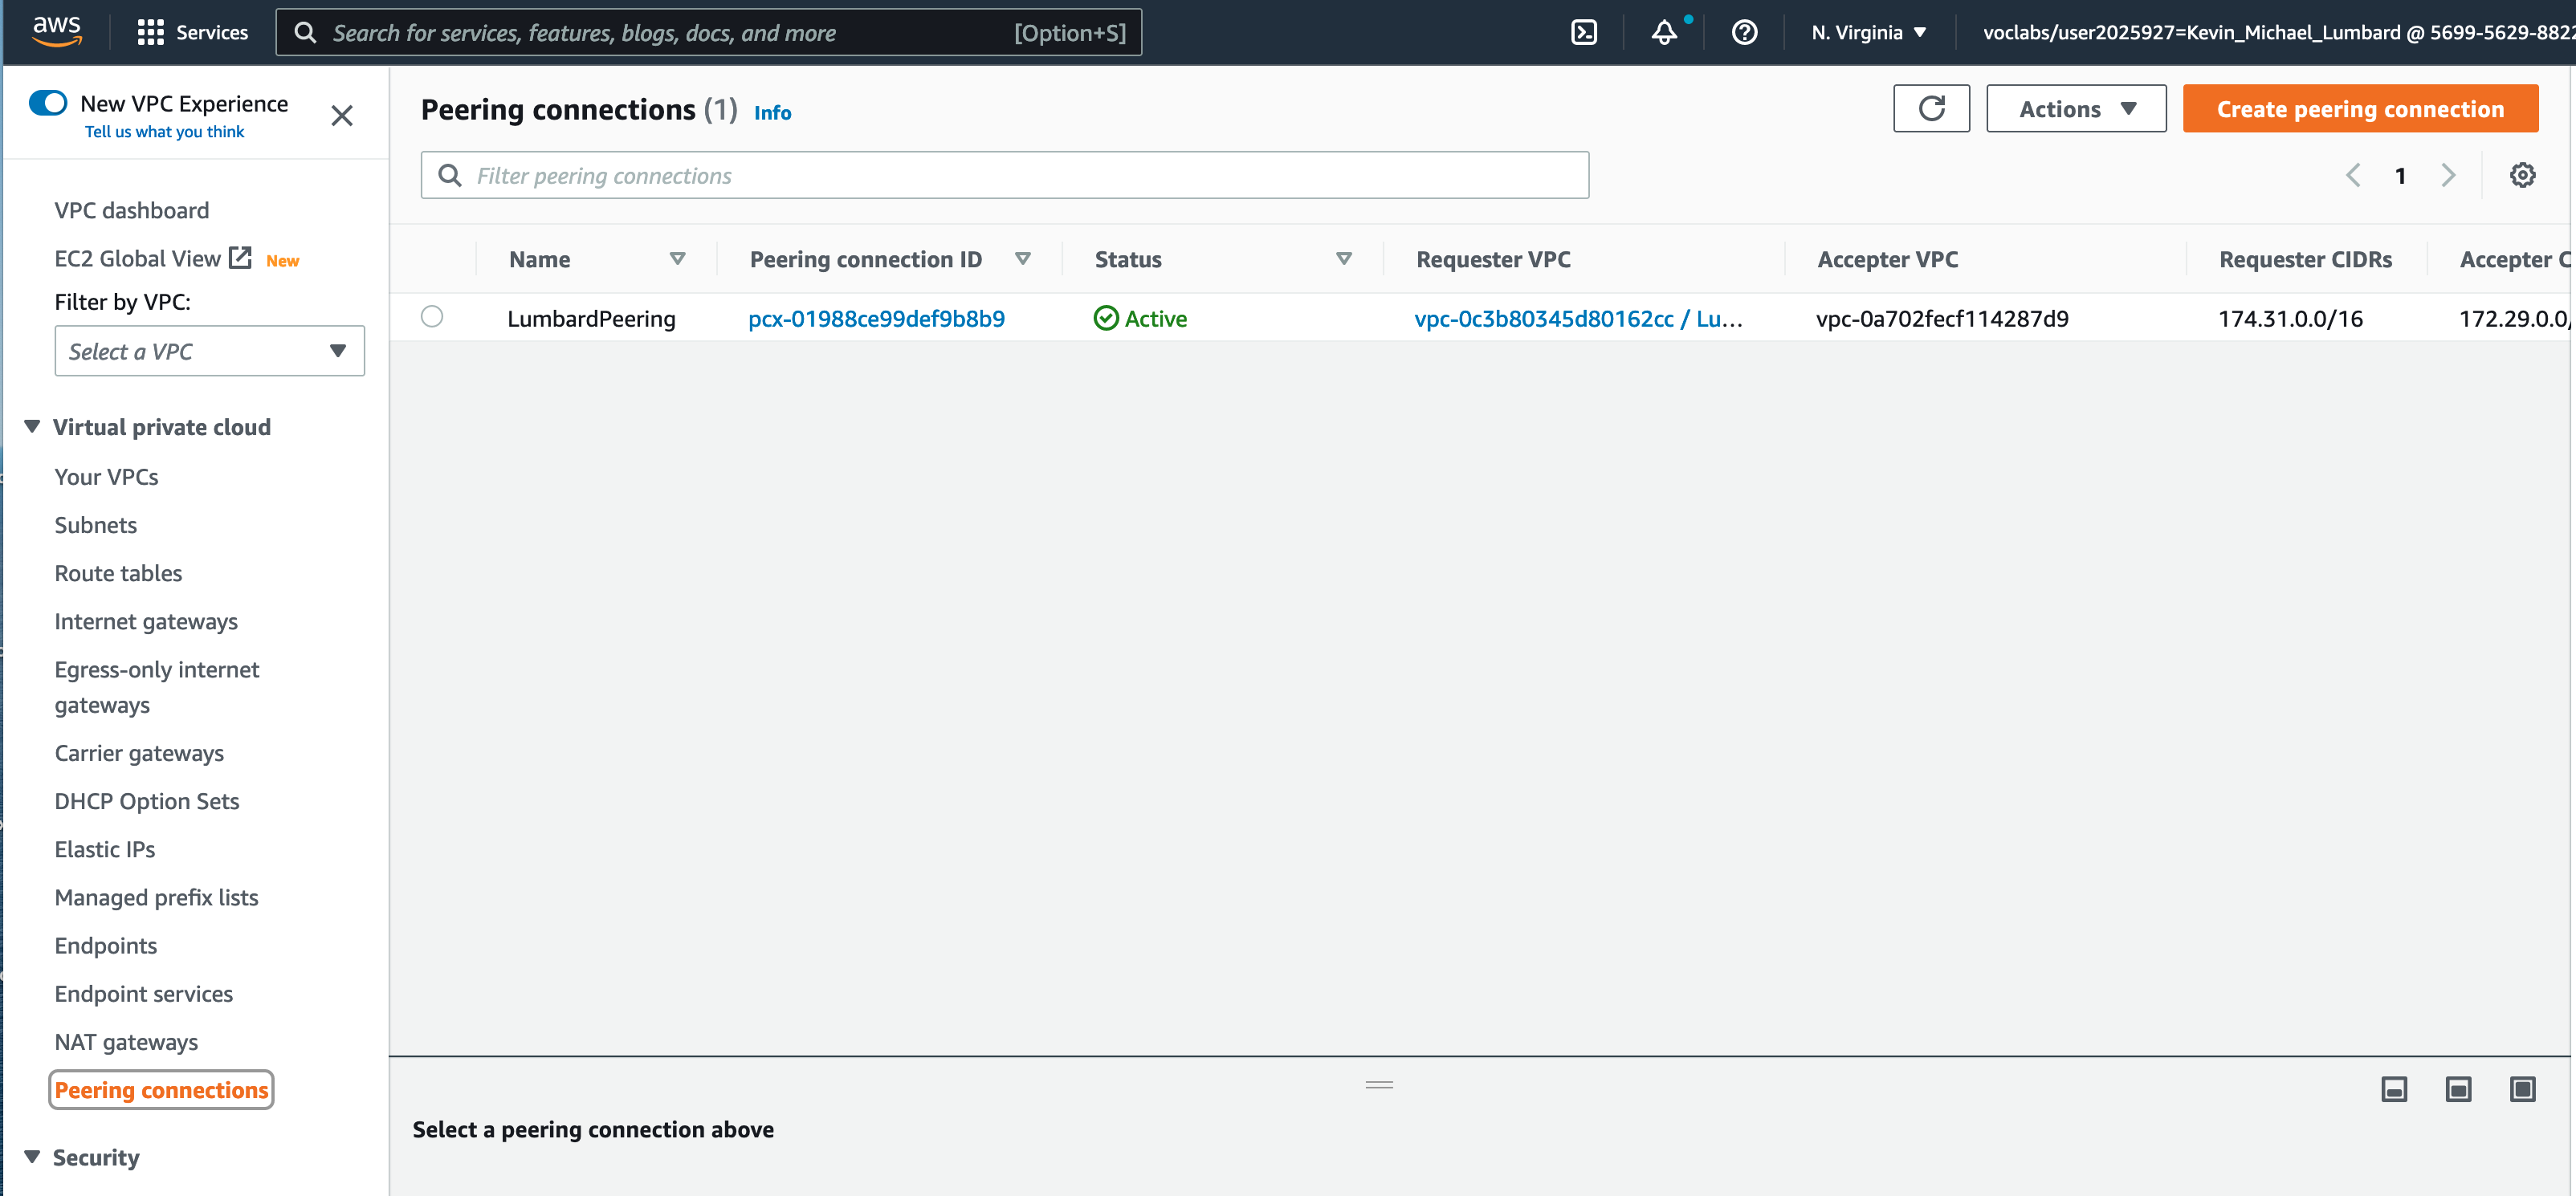 aws
Services
Search for services, features, blogs, docs, and more
[Option+S]
N. Virginia
voclabs/user2025927=Kevin_Michael_Lumbard @ 5699-5629-882
New VPC Experience
Tell us what you think
VPC dashboard
EC2 Global View New
Filter by VPC:
Select a VPC
Virtual private cloud
Your VPCs
Subnets
Route tables
Internet gateways
Egress-only internet
gateways
Carrier gateways
DHCP Option Sets
Elastic IPs
Managed prefix lists
Endpoints
Endpoint services
NAT gateways
Peering connections
Security
Peering connections (1) Info
Actions
Create peering connection
Filter peering connections
1
Name Peering connection ID Status Requester VPC Accepter VPC Requester CIDRs Accepter C
LumbardPeering pcx-01988ce99def9b8b9 Active vpc-0c3b80345d80162cc / Lu... vpc-0a702fecf114287d9 174.31.0.0/16 172.29.0.0/
Select a peering connection above